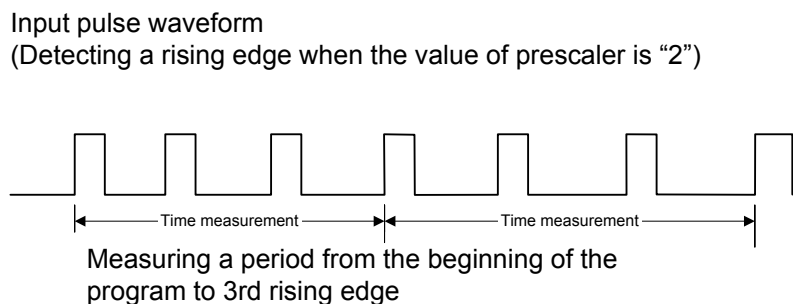 Input pulse waveform
(Detecting a rising edge when the value of prescaler is “2”)
Time measurement
Time measurement
Measuring a period from the beginning of the
program to 3rd rising edge